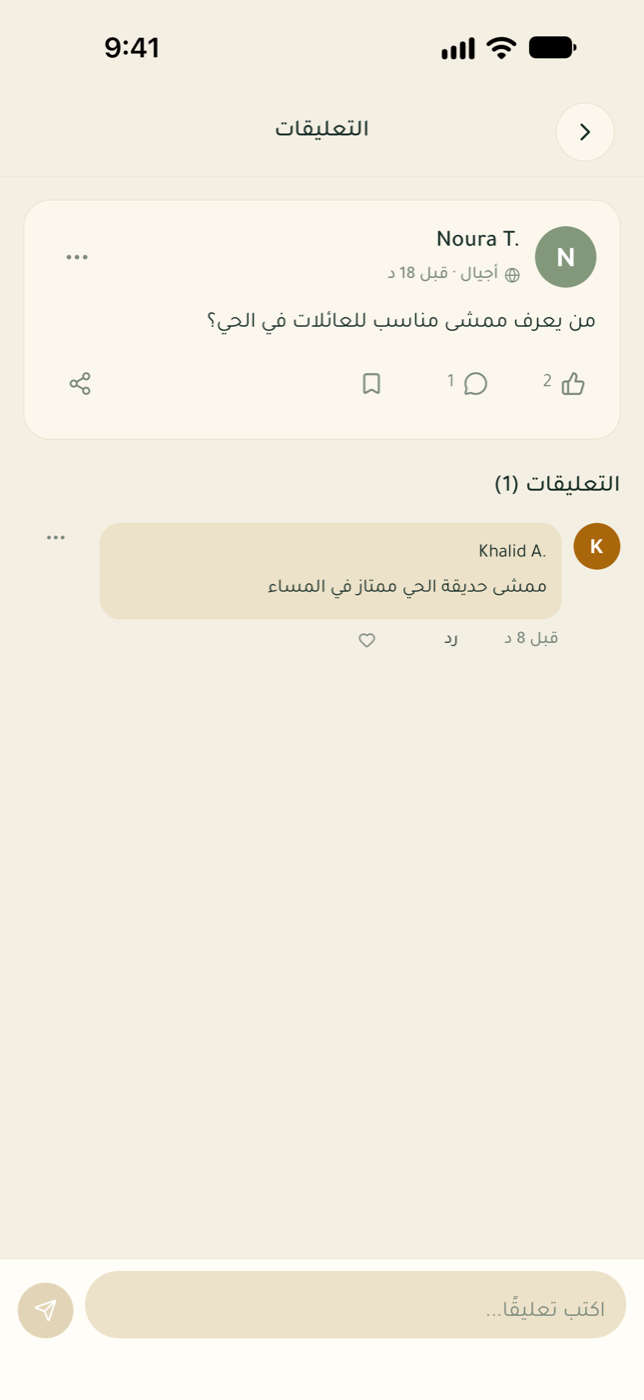 9:41
التعليقات
N
Noura T.
أجيال · قبل 18 د
من يعرف ممشى مناسب للعائلات في الحي؟
2
1
التعليقات (1)
K
Khalid A.
ممشى حديقة الحي ممتاز في المساء
قبل 8 د
رد
اكتب تعليقًا...